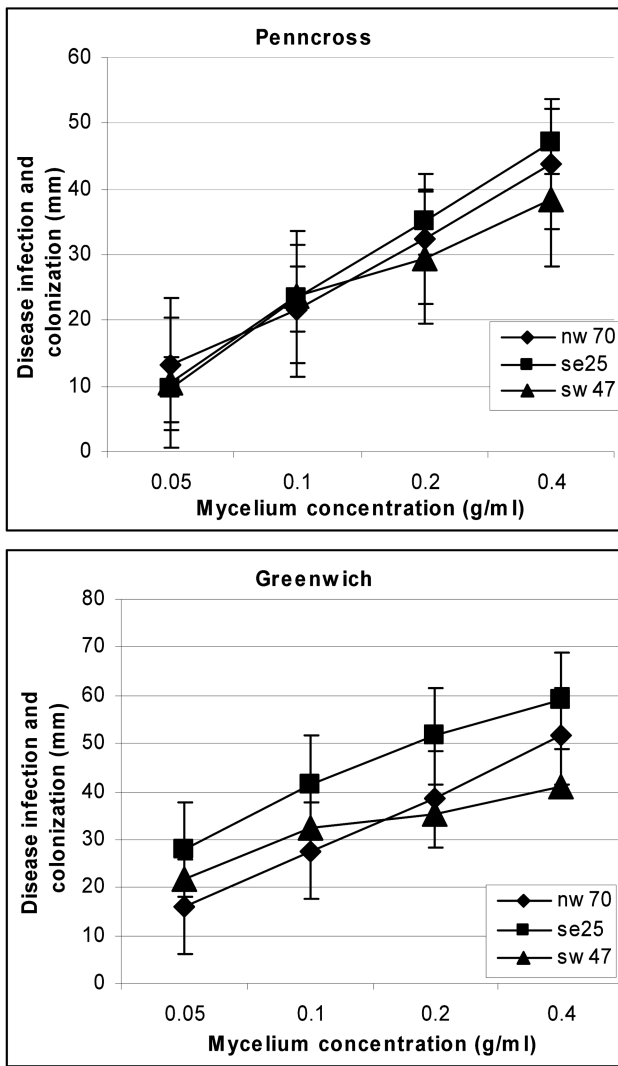 Penncross
60
50
40
30
20
10
0
Disease infection and
colonization (mm)
nw 70
se25
sw 47
0.05 0.1 0.2 0.4
Mycelium concentration (g/ml)
Greenwich
80
70
60
50
40
30
20
10
0
Disease infection and
colonization (mm)
nw 70
se25
sw 47
0.05 0.1 0.2 0.4
Mycelium concentration (g/ml)